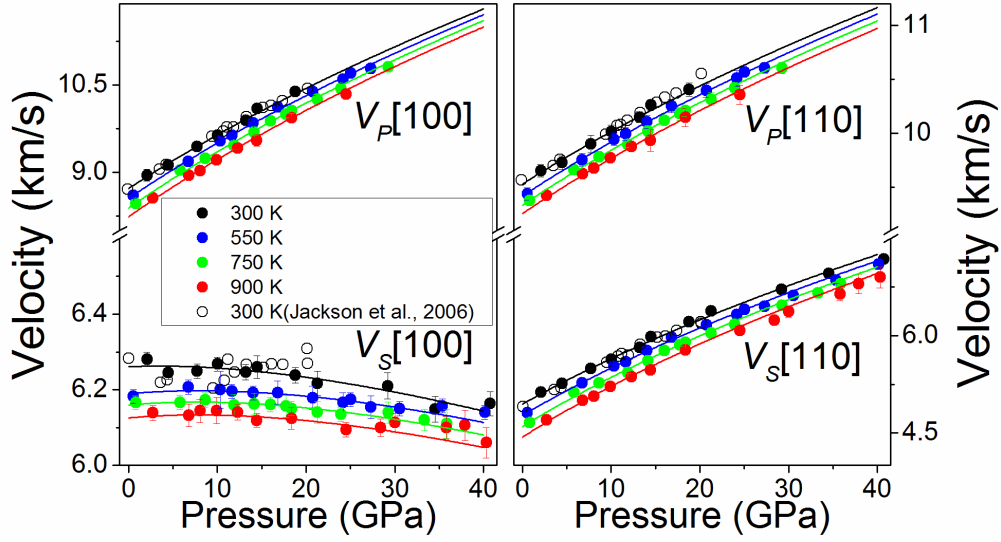 Velocity (km/s)
10.5
9.0
6.4
6.2
6.0
V_P[100]
300 K
550 K
750 K
900 K
300 K(Jackson et al., 2006)
V_S[100]
0
10
20
30
40
Pressure (GPa)
V_P[110]
V_S[110]
0
10
20
30
40
Pressure (GPa)
11
10
6.0
4.5
Velocity (km/s)